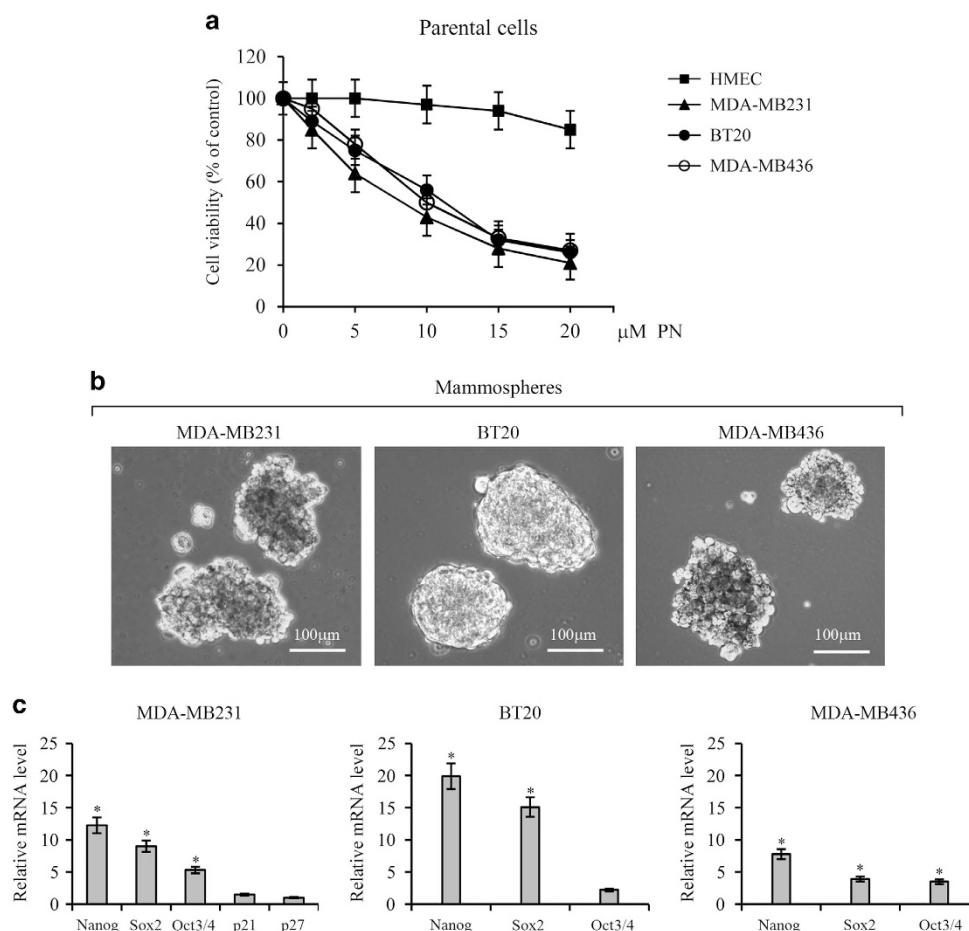 a
Parental cells
Cell viability (% of control)
120
100
80
60
40
20
0
0 5 10 15 20 μM PN
HMEC
MDA-MB231
BT20
MDA-MB436
b
Mammospheres
MDA-MB231 BT20 MDA-MB436
100μm 100μm 100μm
c
MDA-MB231
Relative mRNA level
25
20
15
10
5
0
* * *
Nanog Sox2 Oct3/4 p21 p27
BT20
Relative mRNA level
25
20
15
10
5
0
* *
Nanog Sox2 Oct3/4
MDA-MB436
Relative mRNA level
25
20
15
10
5
0
* * *
Nanog Sox2 Oct3/4